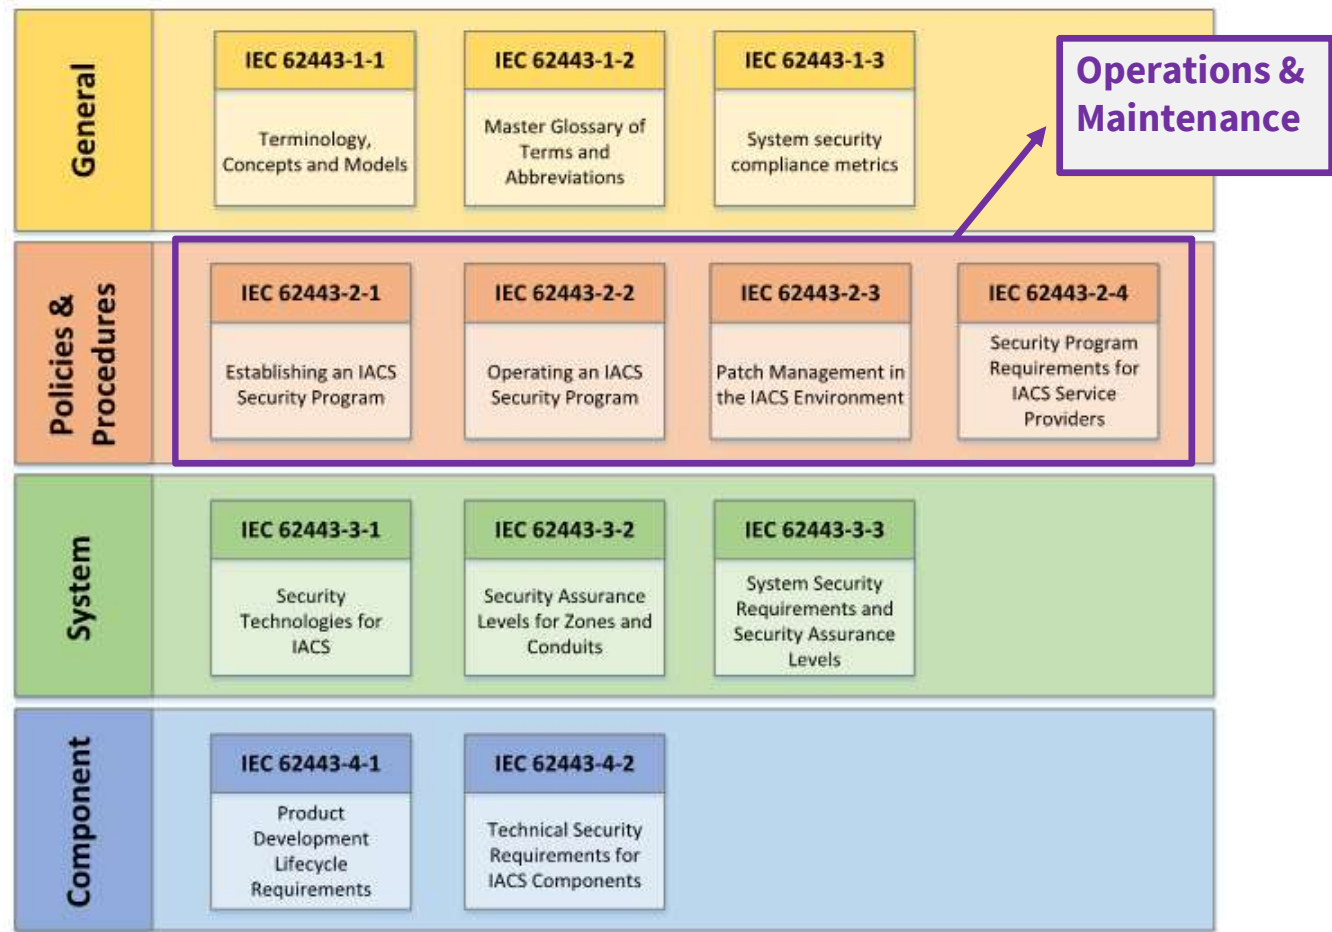 General
IEC 62443-1-1
Terminology,
Concepts and Models
IEC 62443-1-2
Master Glossary of
Terms and
Abbreviations
IEC 62443-1-3
System security
compliance metrics
Operations &
Maintenance
Policies &
Procedures
IEC 62443-2-1
Establishing an IACS
Security Program
IEC 62443-2-2
Operating an IACS
Security Program
IEC 62443-2-3
Patch Management in
the IACS Environment
IEC 62443-2-4
Security Program
Requirements for
IACS Service
Providers
System
IEC 62443-3-1
Security
Technologies for
IACS
IEC 62443-3-2
Security Assurance
Levels for Zones and
Conduits
IEC 62443-3-3
System Security
Requirements and
Security Assurance
Levels
Component
IEC 62443-4-1
Product
Development
Lifecycle
Requirements
IEC 62443-4-2
Technical Security
Requirements for
IACS Components